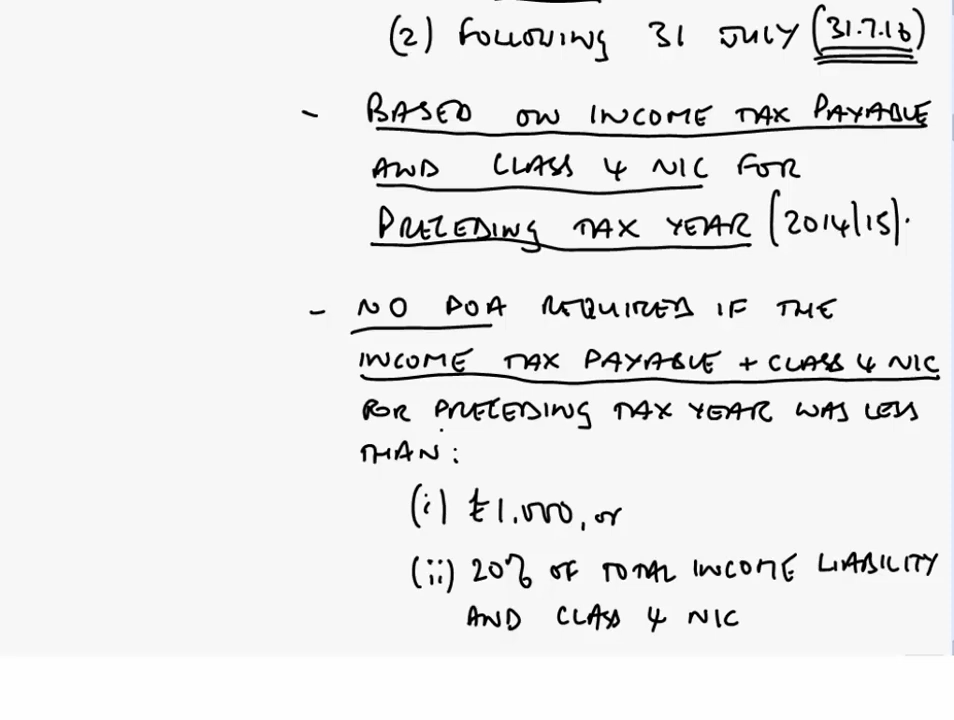 (2) FOLLOWING 31 JULY (31.7.16)
- BASED ON INCOME TAX PAYABLE
AND CLASS 4 NIC FOR
PRECEDING TAX YEAR (2014/15).
- NO POA REQUIRED IF THE
INCOME TAX PAYABLE + CLASS 4 NIC
FOR PRECEDING TAX YEAR WAS LESS
THAN:
(i) £1,000, or
(ii) 20% OF TOTAL INCOME LIABILITY
AND CLASS 4 NIC